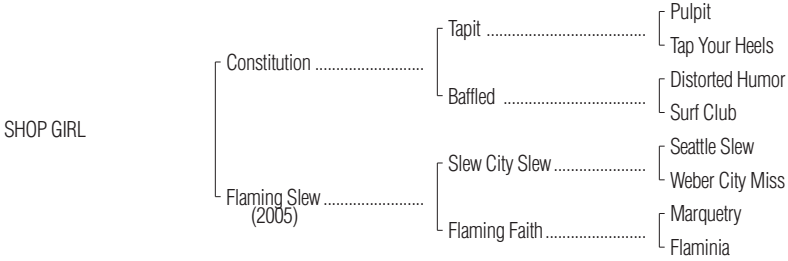 Pulpit
Tapit ................................
Tap Your Heels
Constitution ......................
Distorted Humor
Baffled .............................
Surf Club
SHOP GIRL
Seattle Slew
Slew City Slew ....................
Weber City Miss
Flaming Slew ....................
(2005)
Marquetry
Flaming Faith ......................
Flaminia